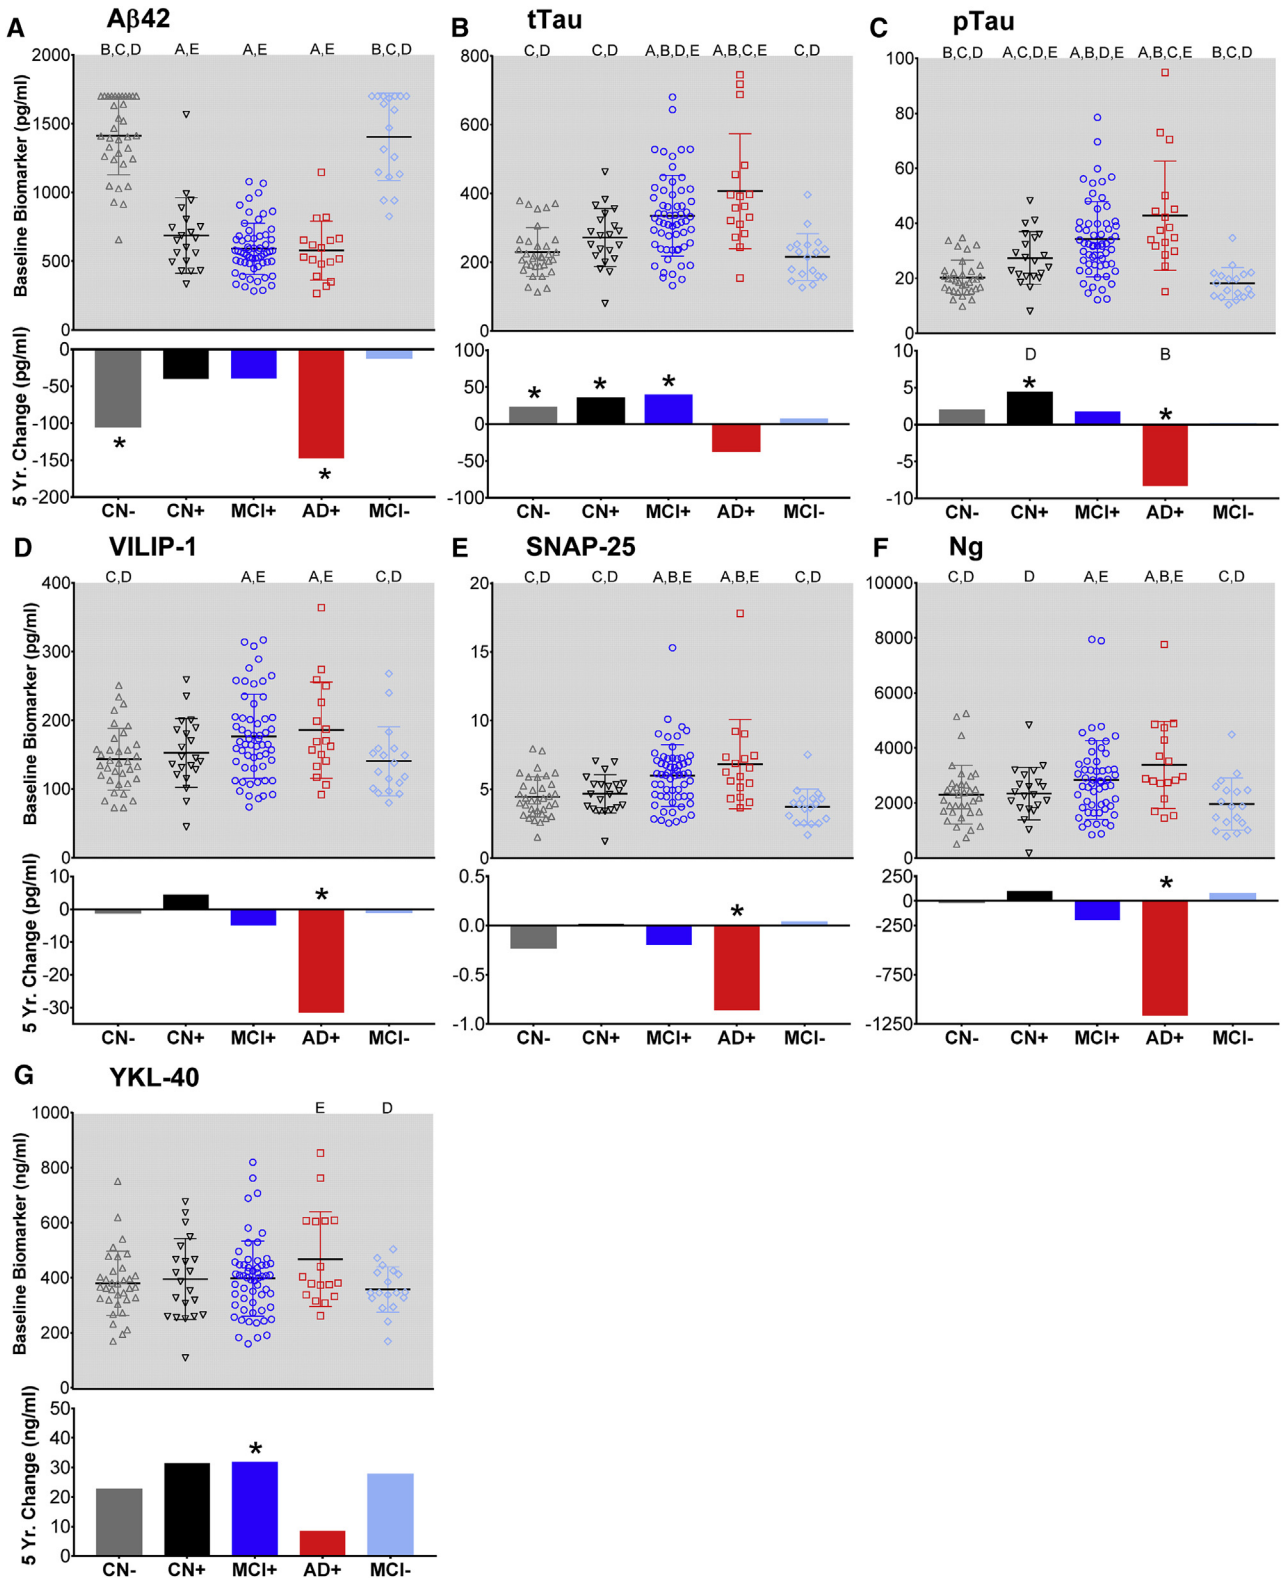 A Aβ42
B,C,D A,E A,E A,E B,C,D
Baseline Biomarker (pg/ml)
2000
1500
1000
500
0
5 Yr. Change (pg/ml)
0
-50
-100
-150
-200
* *
CN- CN+ MCI+ AD+ MCI-
B tTau
C,D C,D A,B,D,E A,B,C,E C,D
800
600
400
200
0
100
50
0
-50
-100
* * *
CN- CN+ MCI+ AD+ MCI-
C pTau
B,C,D A,C,D,E A,B,D,E A,B,C,E B,C,D
100
80
60
40
20
0
10
5
0
-5
-10
D B
* *
CN- CN+ MCI+ AD+ MCI-
D VILIP-1
C,D A,E A,E C,D
Baseline Biomarker (pg/ml)
400
300
200
100
0
5 Yr. Change (pg/ml)
10
0
-10
-20
-30
*
CN- CN+ MCI+ AD+ MCI-
E SNAP-25
C,D C,D A,B,E A,B,E C,D
20
15
10
5
0
0.5
0.0
-0.5
-1.0
*
CN- CN+ MCI+ AD+ MCI-
F Ng
C,D D A,E A,B,E C,D
10000
8000
6000
4000
2000
0
250
0
-250
-750
-1250
*
CN- CN+ MCI+ AD+ MCI-
G YKL-40
E D
Baseline Biomarker (ng/ml)
1000
800
600
400
200
0
5 Yr. Change (ng/ml)
50
40
30
20
10
0
*
CN- CN+ MCI+ AD+ MCI-